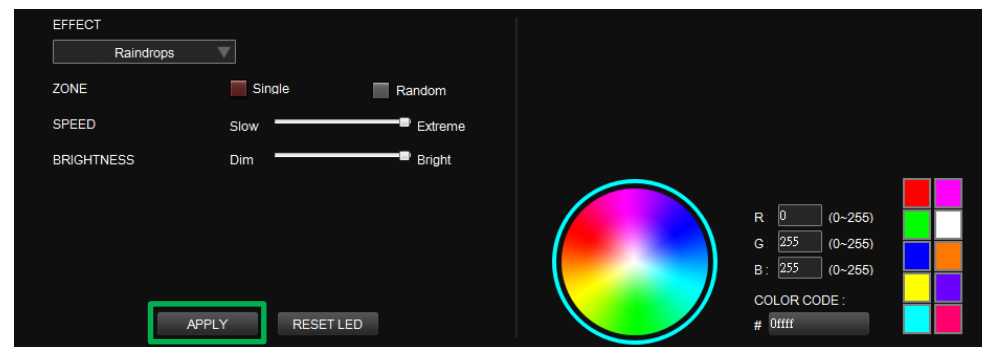 EFFECT
Raindrops
ZONE Single Random
SPEED Slow Extreme
BRIGHTNESS Dim Bright
R 0 (0~255)
G 255 (0~255)
B : 255 (0~255)
COLOR CODE :
# 0ffff
APPLY RESET LED